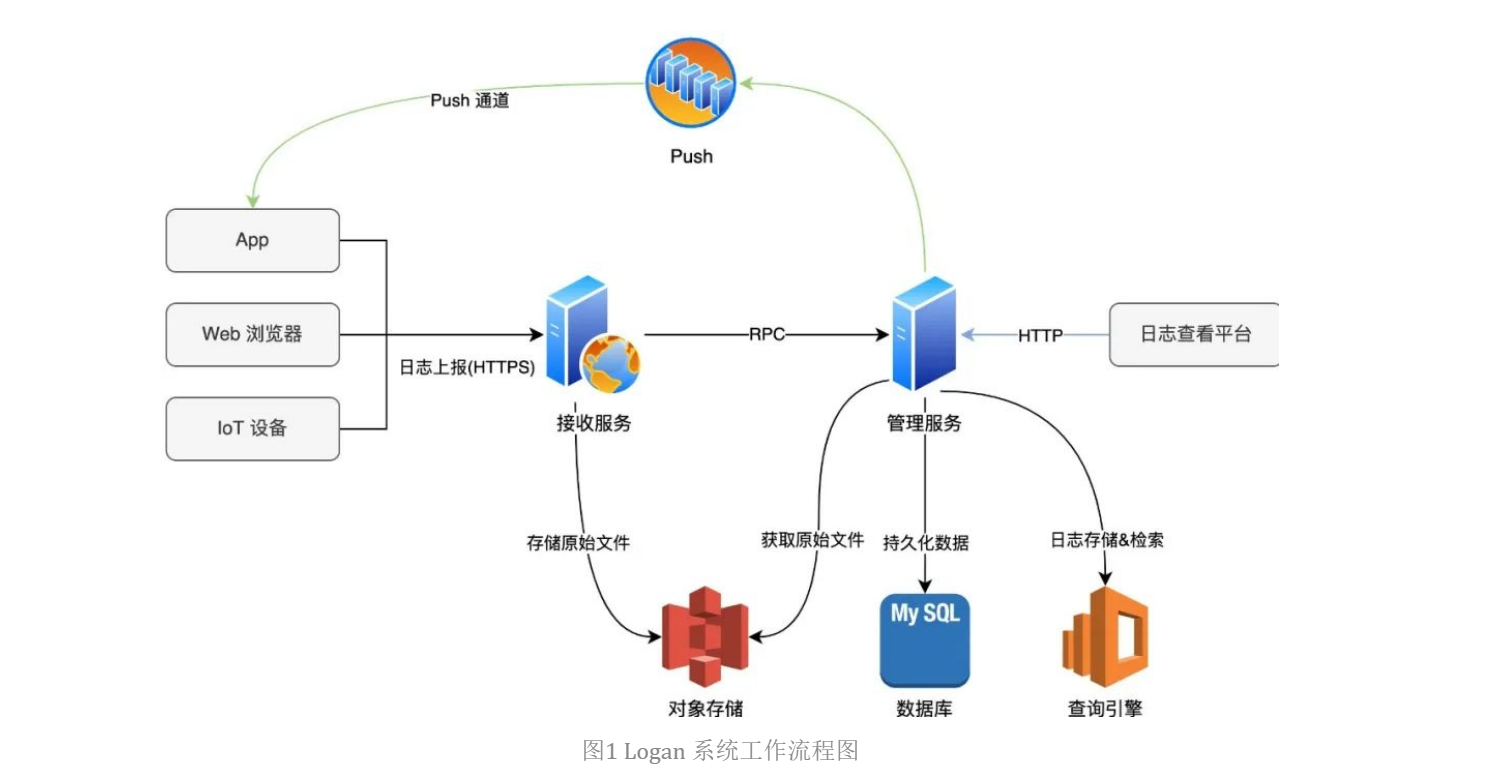 Push 通道
Push
App
Web 浏览器
IoT 设备
日志上报(HTTPS)
接收服务
RPC
管理服务
HTTP
日志查看平台
存储原始文件
获取原始文件
持久化数据
日志存储&检索
My SQL
对象存储
数据库
查询引擎
图1 Logan 系统工作流程图